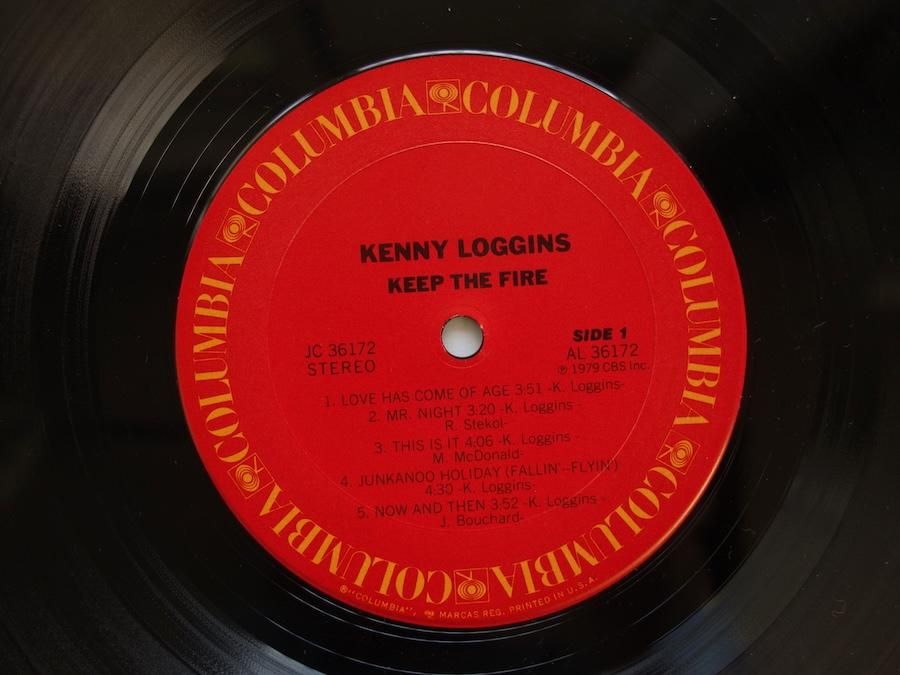 COLUMBIA COLUMBIA COLUMBIA COLUMBIA COLUMBIA COLUMBIA
KENNY LOGGINS
KEEP THE FIRE
JC 36172
STEREO
SIDE 1
AL 36172
℗ 1979 CBS Inc.
1. LOVE HAS COME OF AGE 3:51 -K. Loggins-
2. MR. NIGHT 3:20 -K. Loggins -
R. Stekol-
3. THIS IS IT 4:06 -K. Loggins -
M. McDonald-
4. JUNKANOO HOLIDAY (FALLIN'--FLYIN')
4:30 -K. Loggins-
5. NOW AND THEN 3:52 -K. Loggins -
J. Bouchard-
®"COLUMBIA", MARCAS REG. PRINTED IN U.S.A.